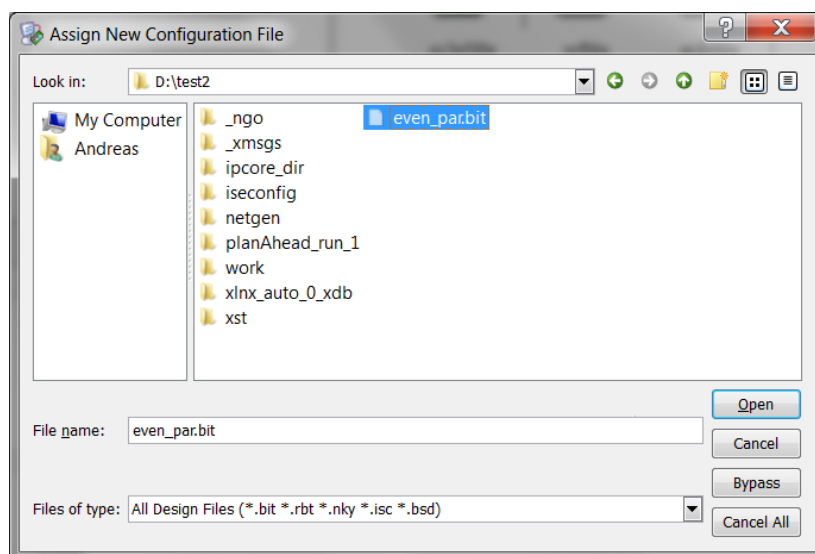 Assign New Configuration File
Look in:
D:\test2
My Computer
Andreas
_ngo
_xmsgs
ipcore_dir
iseconfig
netgen
planAhead_run_1
work
xlnx_auto_0_xdb
xst
even_par.bit
Open
File name:
even_par.bit
Cancel
Bypass
Files of type:
All Design Files (*.bit *.rbt *.nky *.isc *.bsd)
Cancel All